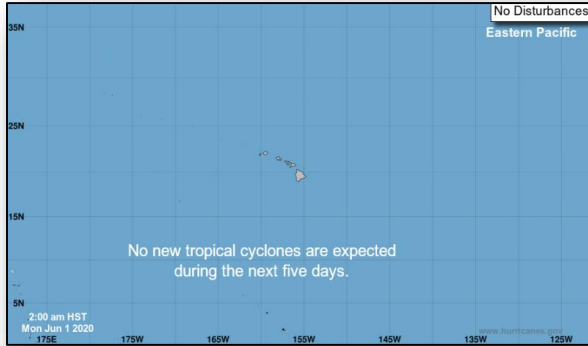 No Disturbances
Eastern Pacific
35N
25N
15N
No new tropical cyclones are expected
during the next five days.
5N
2:00 am HST
Mon Jun 1 2020
www.hurricanes.gov
175E
175W
165W
155W
145W
135W
125W